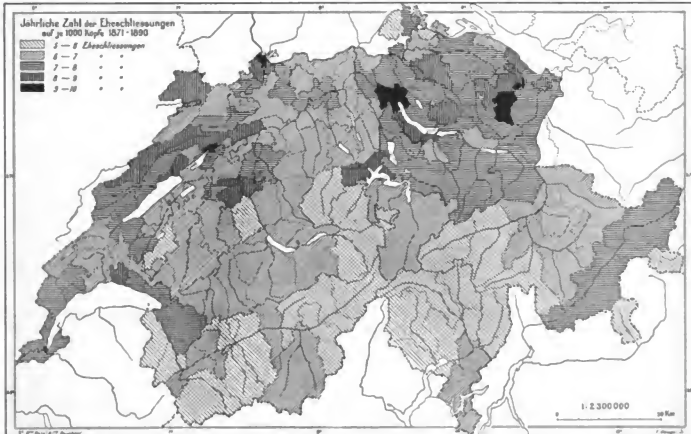 Jährliche Zahl der Eheschliessungen
auf je 1000 Köpfe 1871-1890
5 — 6 Eheschliessungen
6 — 7 " "
7 — 8 " "
8 — 9 " "
9 — 10 " "
1: 2 300 000
0 50 Km